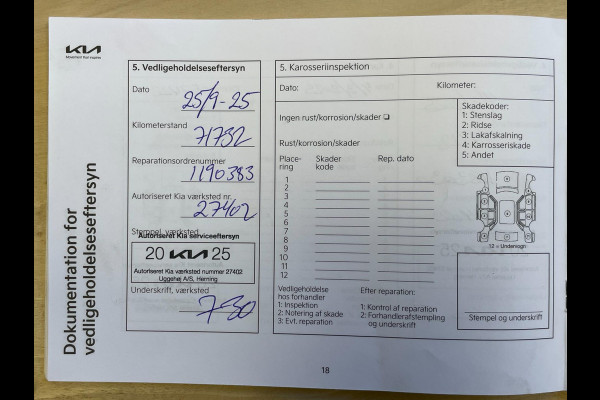 KIA
Movement that inspires
Dokumentation for
vedligeholdelseseftersyn
5. Vedligeholdelseseftersyn
Dato
25/9-25
Kilometerstand
71732
Reparationsordrenummer
1190383
Autoriseret Kia værksted nr.
27402
Stempel, værksted
Autoriseret Kia serviceeftersyn
20 KIA 25
Autoriseret Kia værksted nummer 27402
Uggehøj A/S, Herning
Underskrift, værksted
730
5. Karosseriinspektion
Dato:
Kilometer:
Ingen rust/korrosion/skader
Rust/korrosion/skader
Place-
ring
Skader
kode
Rep. dato
1
2
3
4
5
6
7
8
9
10
11
12
Skadekoder:
1: Stenslag
2: Ridse
3: Lakafskalning
4: Karrosseriskade
5: Andet
12 = Undervogn
Vedligeholdelse
hos forhandler
1: Inspektion
2: Notering af skade
3: Evt. reparation
Efter reparation:
1: Kontrol af reparation
2: Forhandlerafstempling
og underskrift
Stempel og underskrift
18